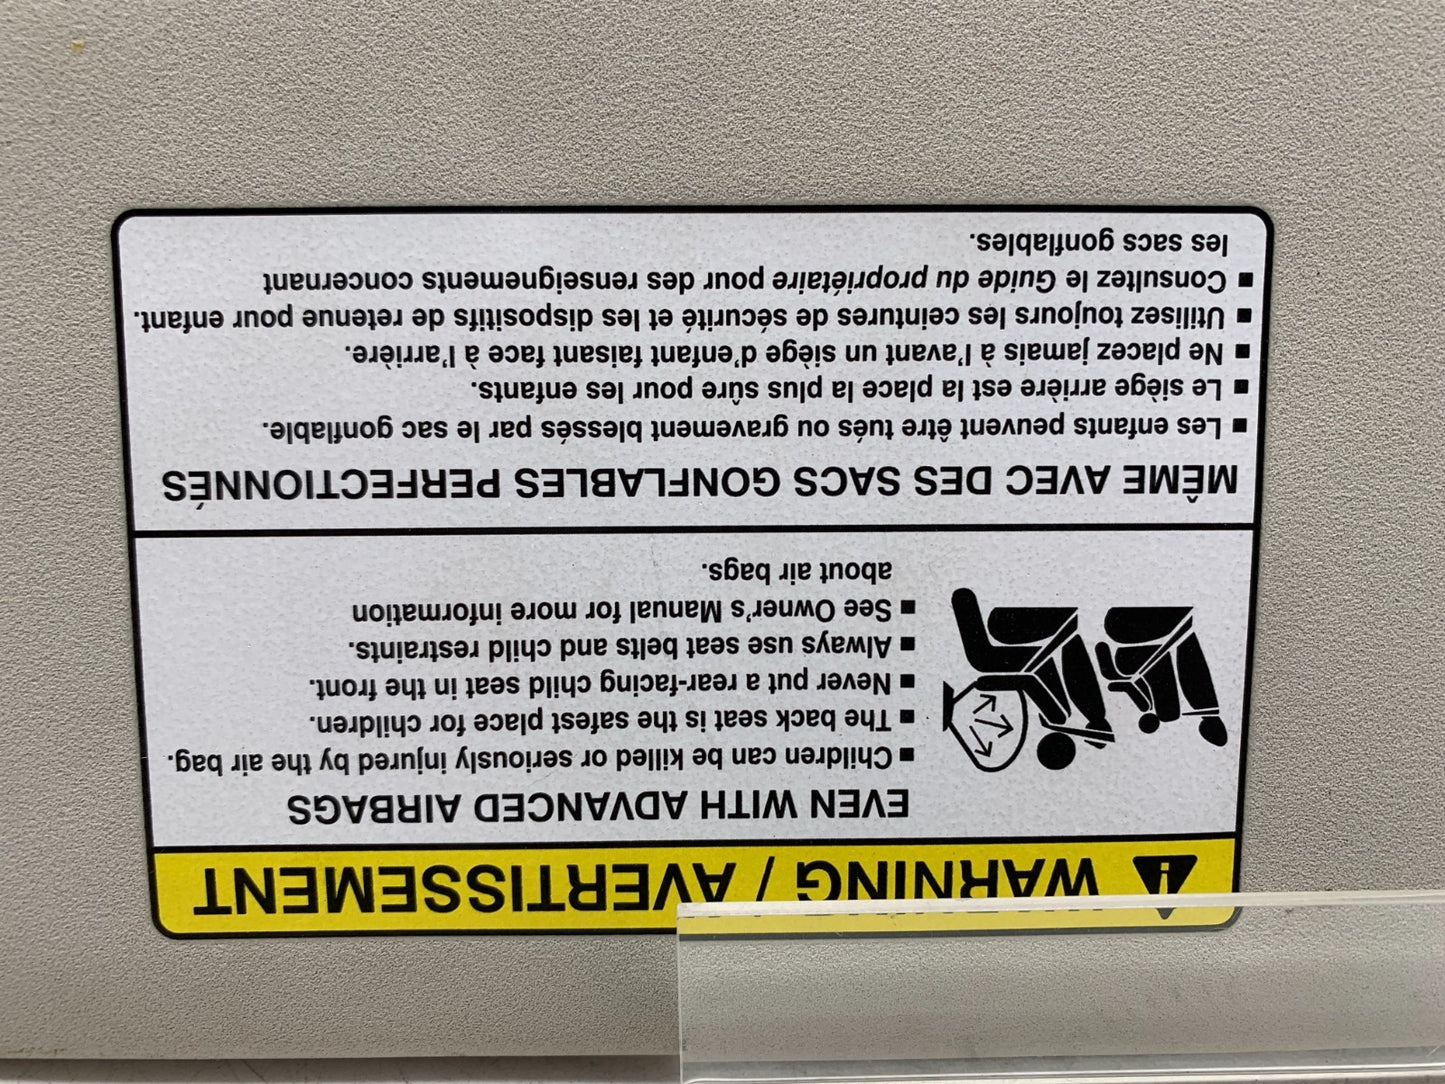 WARNING / AVERTISSEMENT
EVEN WITH ADVANCED AIRBAGS
▪ Children can be killed or seriously injured by the air bag.
▪ The back seat is the safest place for children.
▪ Never put a rear-facing child seat in the front.
▪ Always use seat belts and child restraints.
▪ See Owner's Manual for more information
about air bags.
MÊME AVEC DES SACS GONFLABLES PERFECTIONNÉS
▪ Les enfants peuvent être tués ou gravement blessés par le sac gonflable.
▪ Le siège arrière est la place la plus sûre pour les enfants.
▪ Ne placez jamais à l'avant un siège d'enfant faisant face à l'arrière.
▪ Utilisez toujours les ceintures de sécurité et les dispositifs de retenue pour enfant.
▪ Consultez le Guide du propriétaire pour des renseignements concernant
les sacs gonflables.